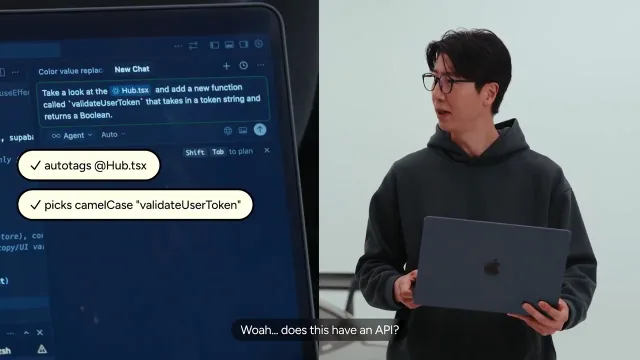 Color value replac
New Chat
Take a look at the Hub.tsx and add a new function
called `validateUserToken` that takes in a token string and
returns a Boolean.
Agent
Auto
Shift Tab to plan
✓ autotags @Hub.tsx
✓ picks camelCase "validateUserToken"
Woah... does this have an API?